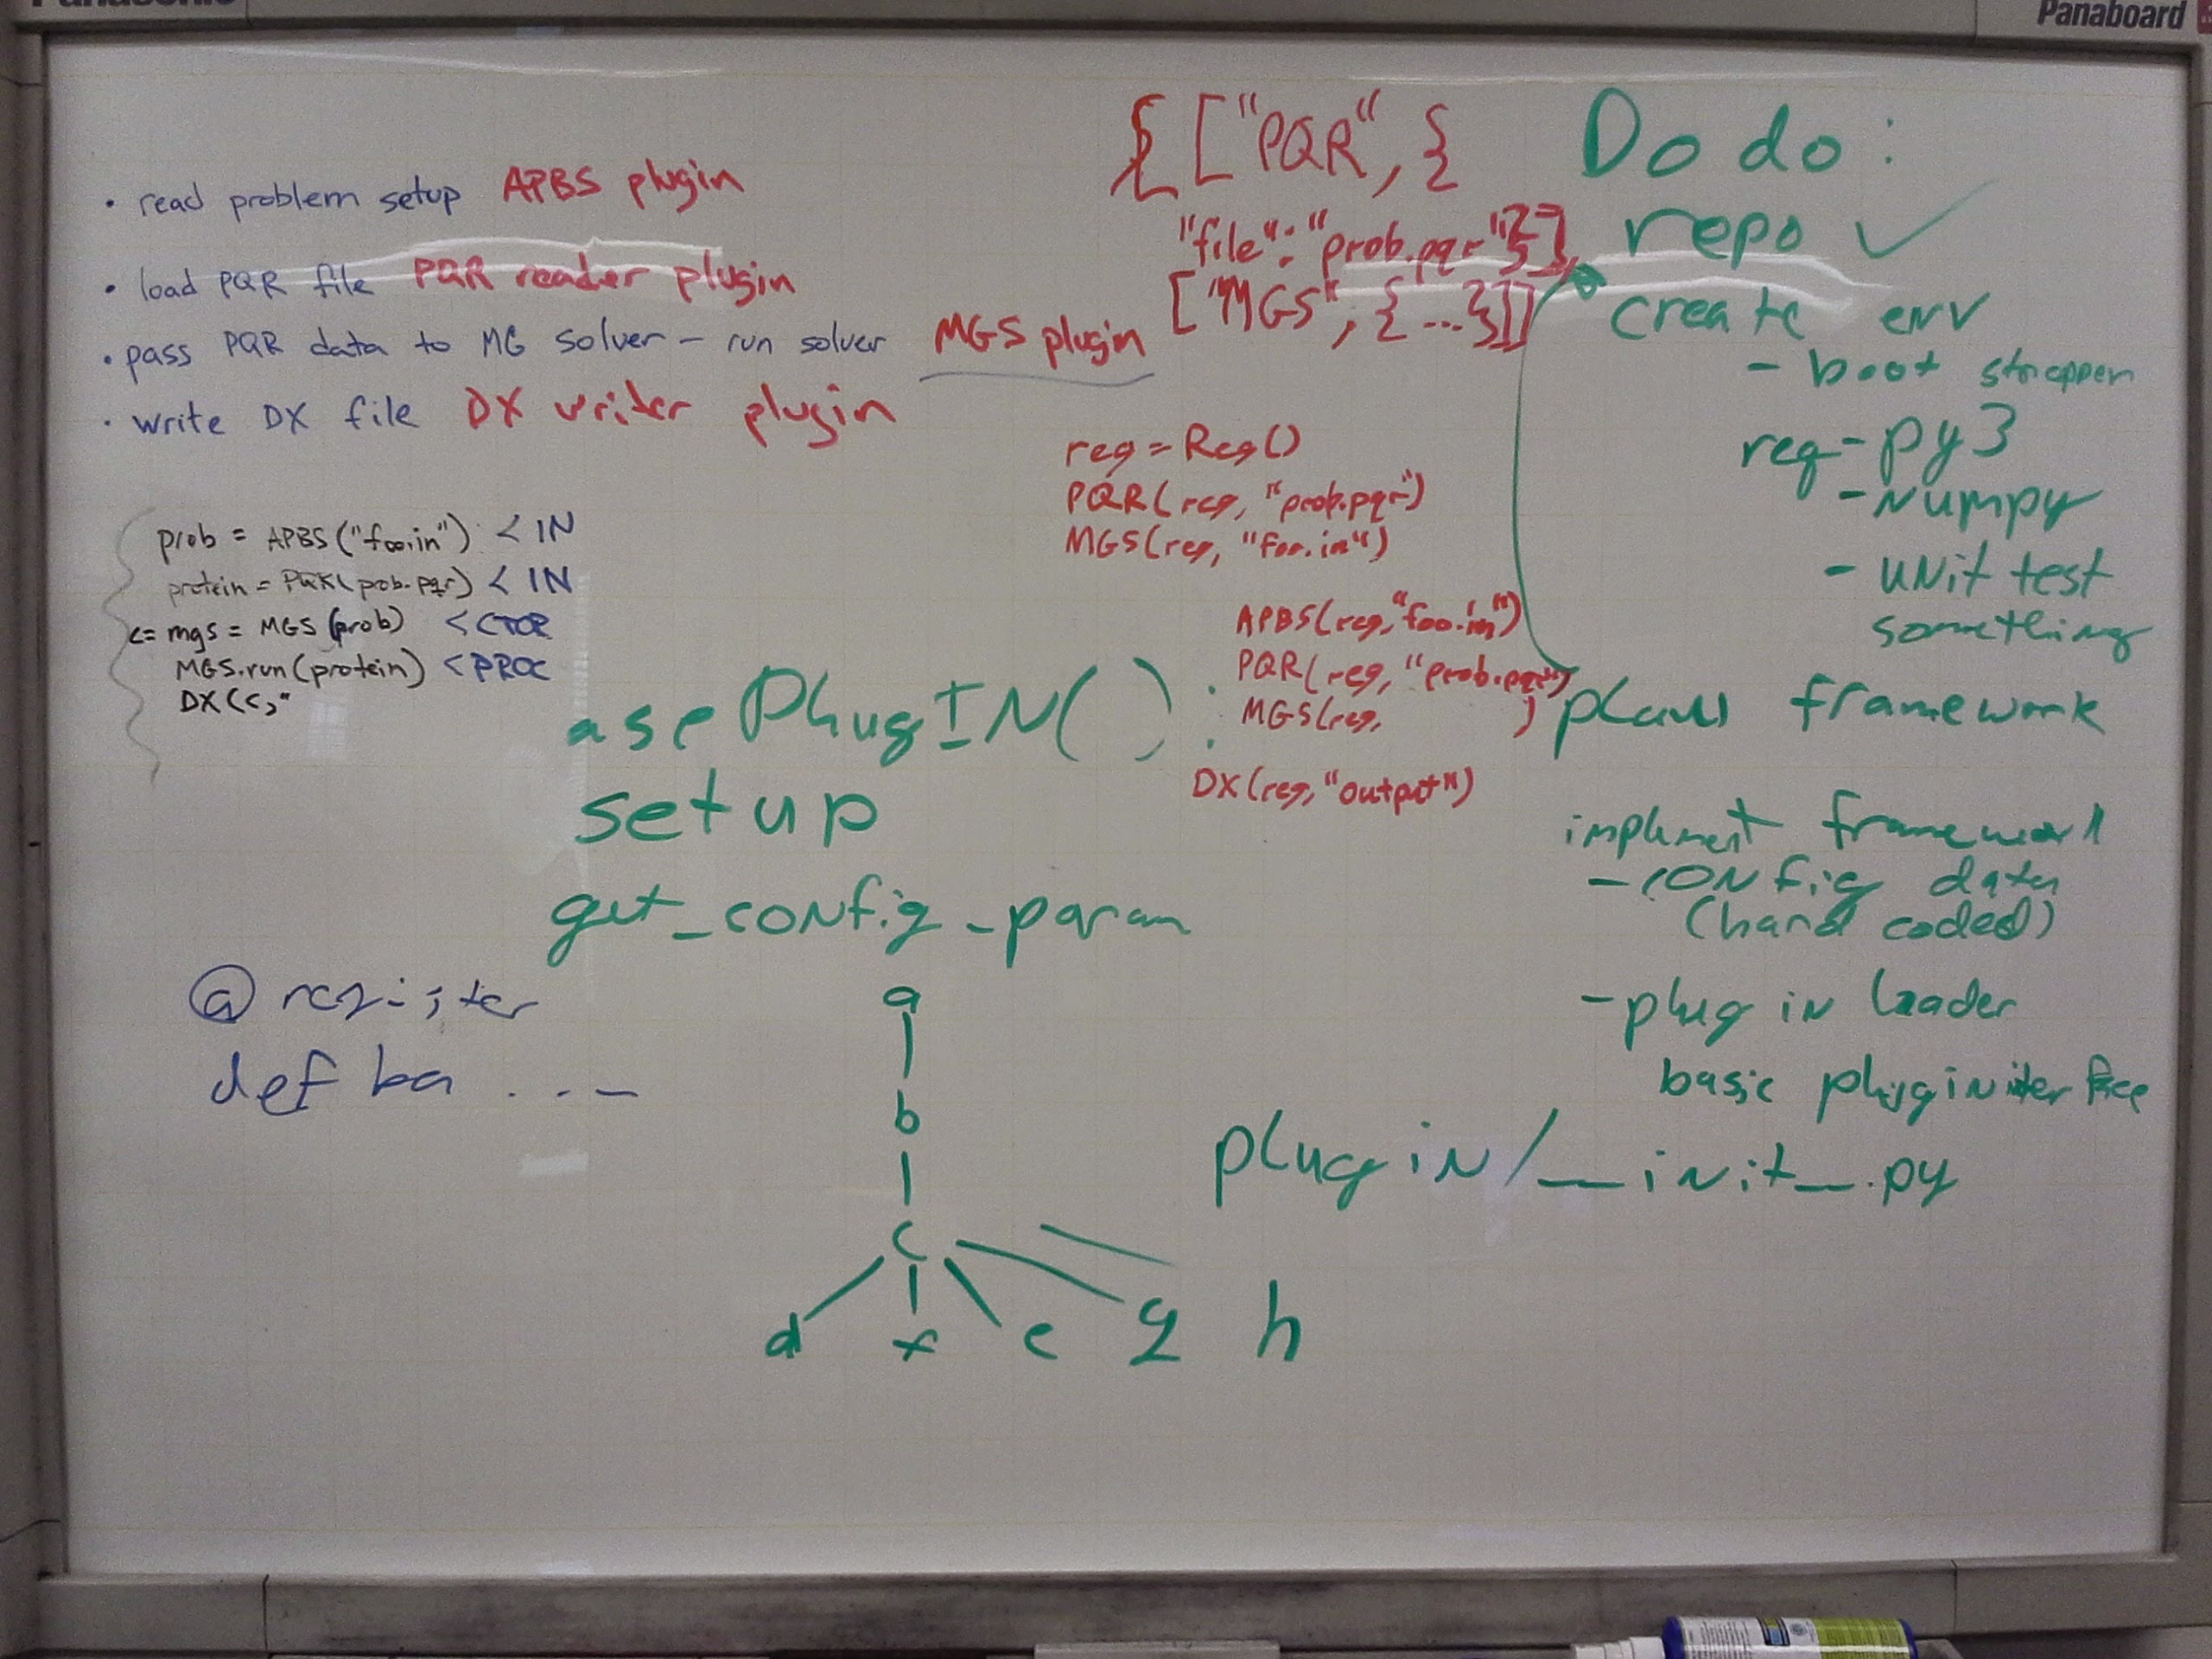 Panasonic
Panaboard
• read problem setup APBS plugin
• load PQR file PQR reader plugin
• pass PQR data to MG solver - run solver MGS plugin
• write DX file DX writer plugin
prob = APBS("foo.in") < IN
protein = PQR(prob.pqr) < IN
c= mgs = MGS(prob) < CTOR
MGS.run(protein) < PROC
DX(c,"
{["PQR", {
"file": "prob.pqr"}],
["MGS", {...}]]
reg = Reg()
PQR(reg, "prob.pqr")
MGS(reg, "foo.in")
APBS(reg, "foo.in")
PQR(reg, "prob.pqr")
MGS(reg, )
DX(reg, "output")
asePlugIN():
setup
get_config_param
@register
def ba ...
a
b
c
d f e g h
Do do:
repo ✓
create env
- boot strapper
req - py3
- Numpy
- UNit test
something
framework
implement framework
- CONfig data
(hand coded)
- plug in loader
basic plugin interface
plugin/__init__.py